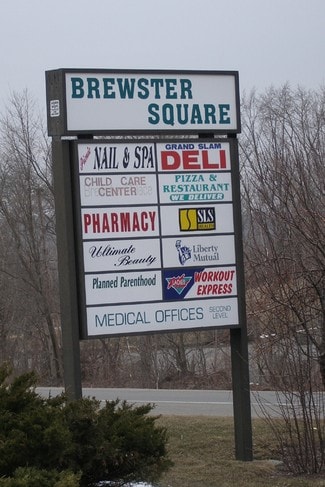 BREWSTER
SQUARE
NAIL & SPA
GRAND SLAM
DELI
CHILD CARE
CENTER
PIZZA &
RESTAURANT
WE DELIVER
PHARMACY
SLS
Ultimate
Beauty
Liberty
Mutual
Planned Parenthood
LADIES
WORKOUT
EXPRESS
MEDICAL OFFICES
SECOND
LEVEL